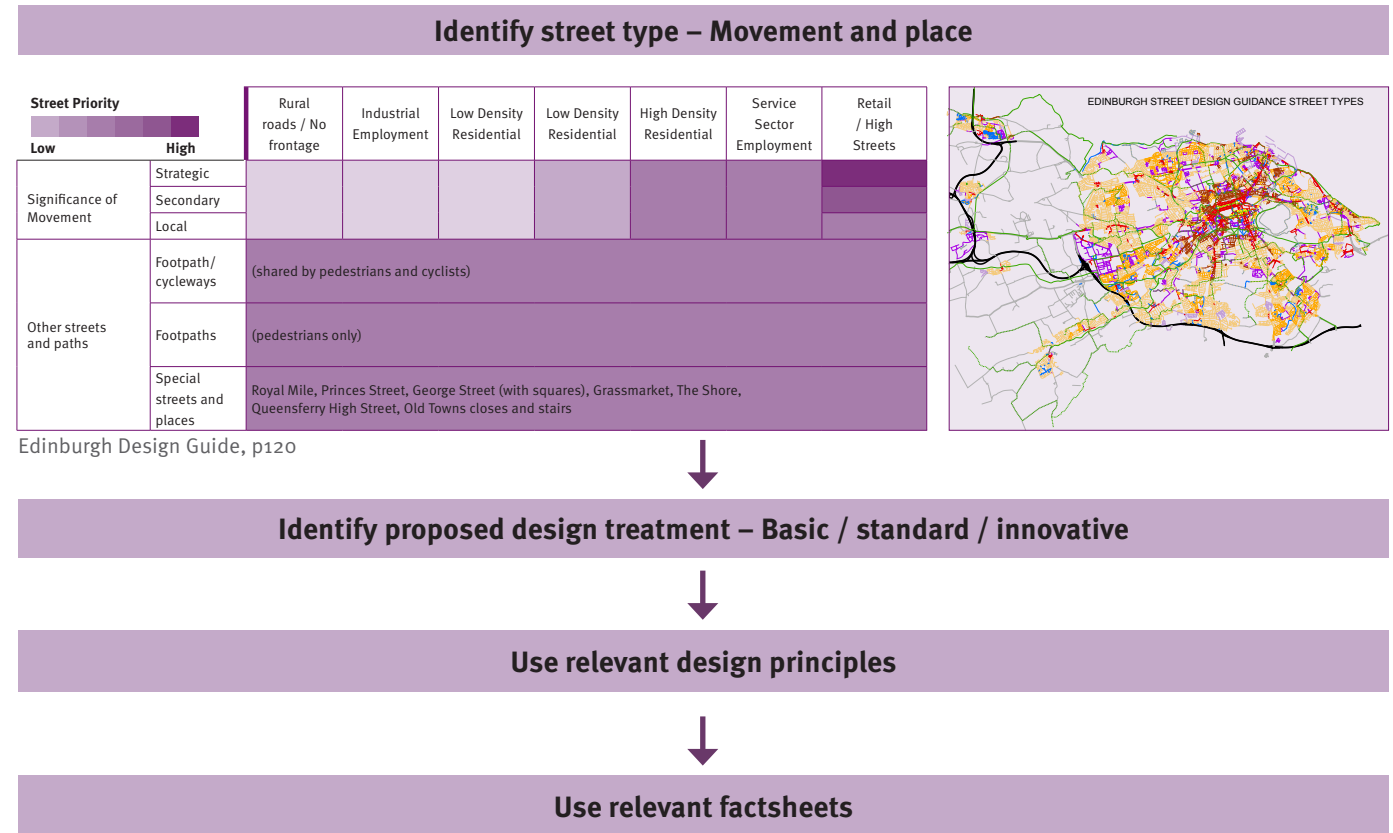 Identify street type – Movement and place
Street Priority
Low High
Rural
roads / No
frontage
Industrial
Employment
Low Density
Residential
Low Density
Residential
High Density
Residential
Service
Sector
Employment
Retail
/ High
Streets
Significance of
Movement
Strategic
Secondary
Local
Other streets
and paths
Footpath/
cycleways
(shared by pedestrians and cyclists)
Footpaths
(pedestrians only)
Special
streets and
places
Royal Mile, Princes Street, George Street (with squares), Grassmarket, The Shore,
Queensferry High Street, Old Towns closes and stairs
EDINBURGH STREET DESIGN GUIDANCE STREET TYPES
Edinburgh Design Guide, p120
Identify proposed design treatment – Basic / standard / innovative
Use relevant design principles
Use relevant factsheets